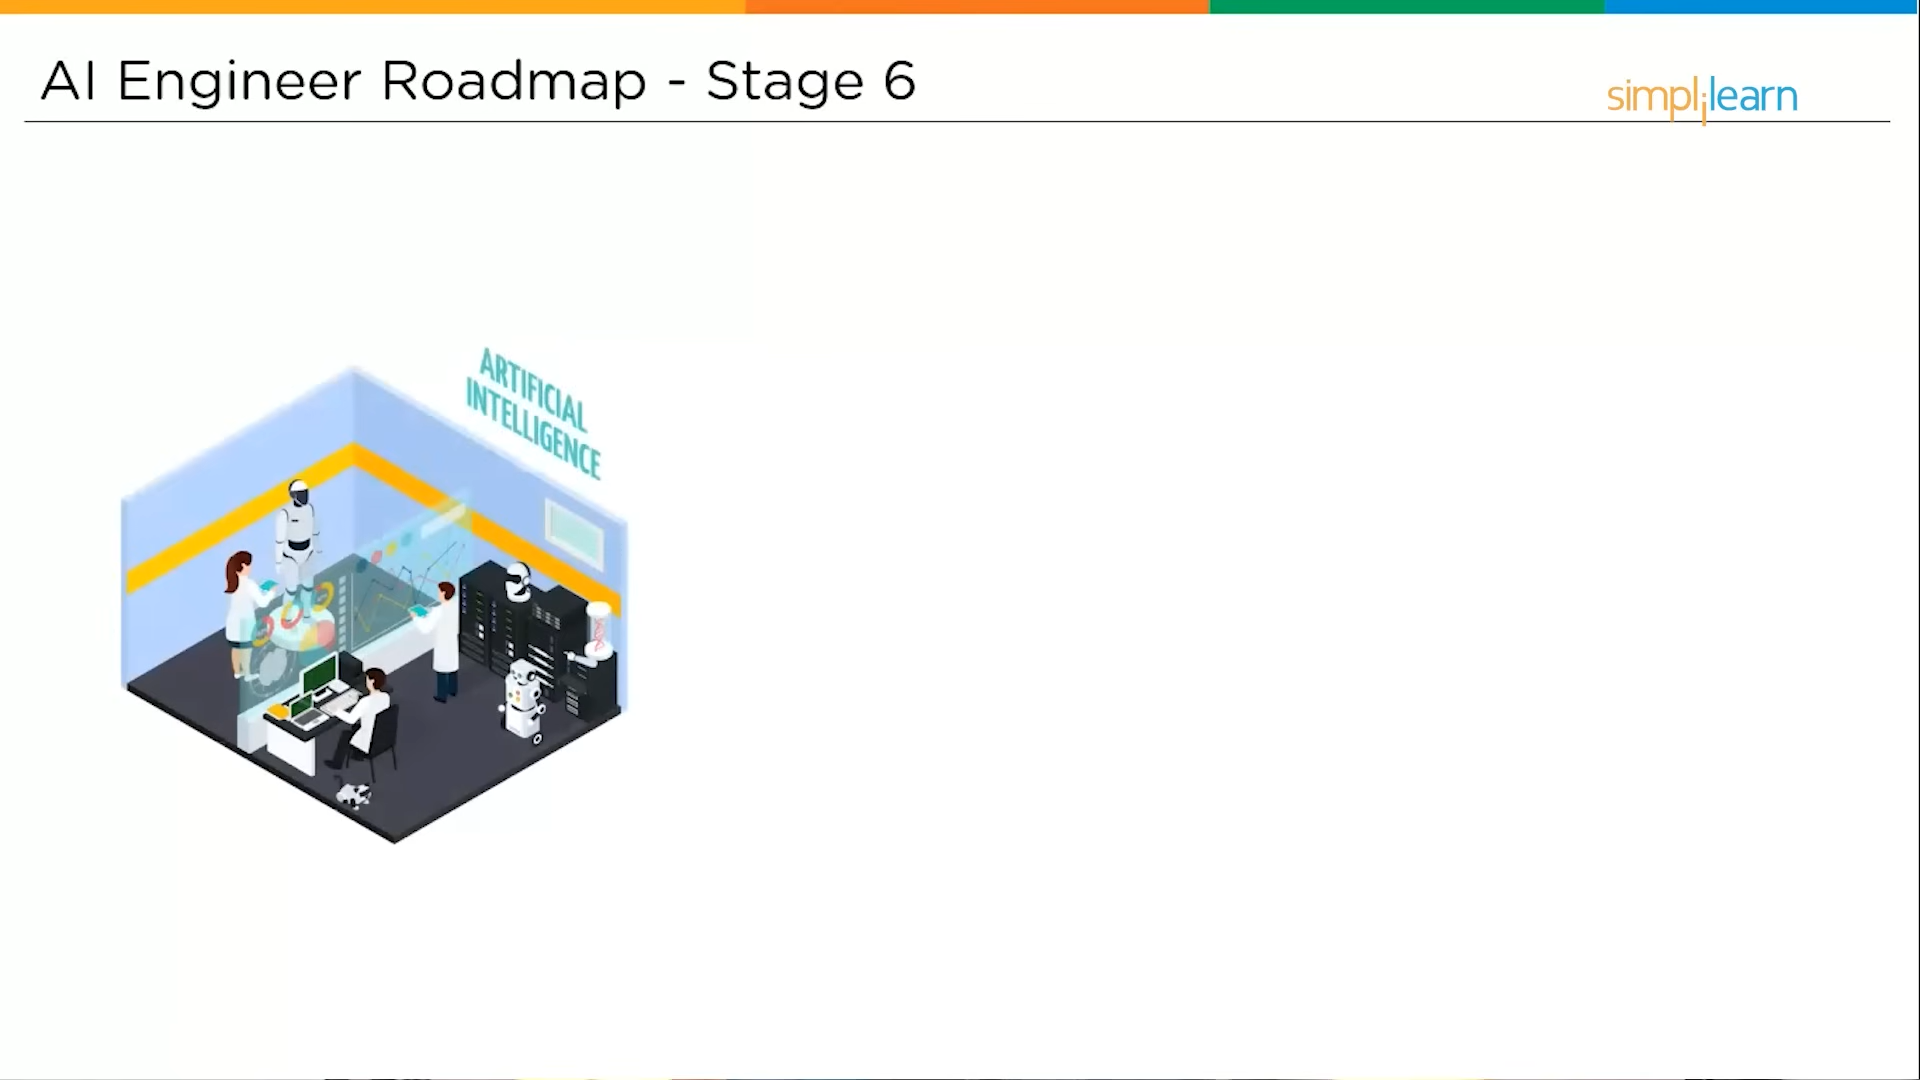 AI Engineer Roadmap - Stage 6
simplilearn
ARTIFICIAL
INTELLIGENCE